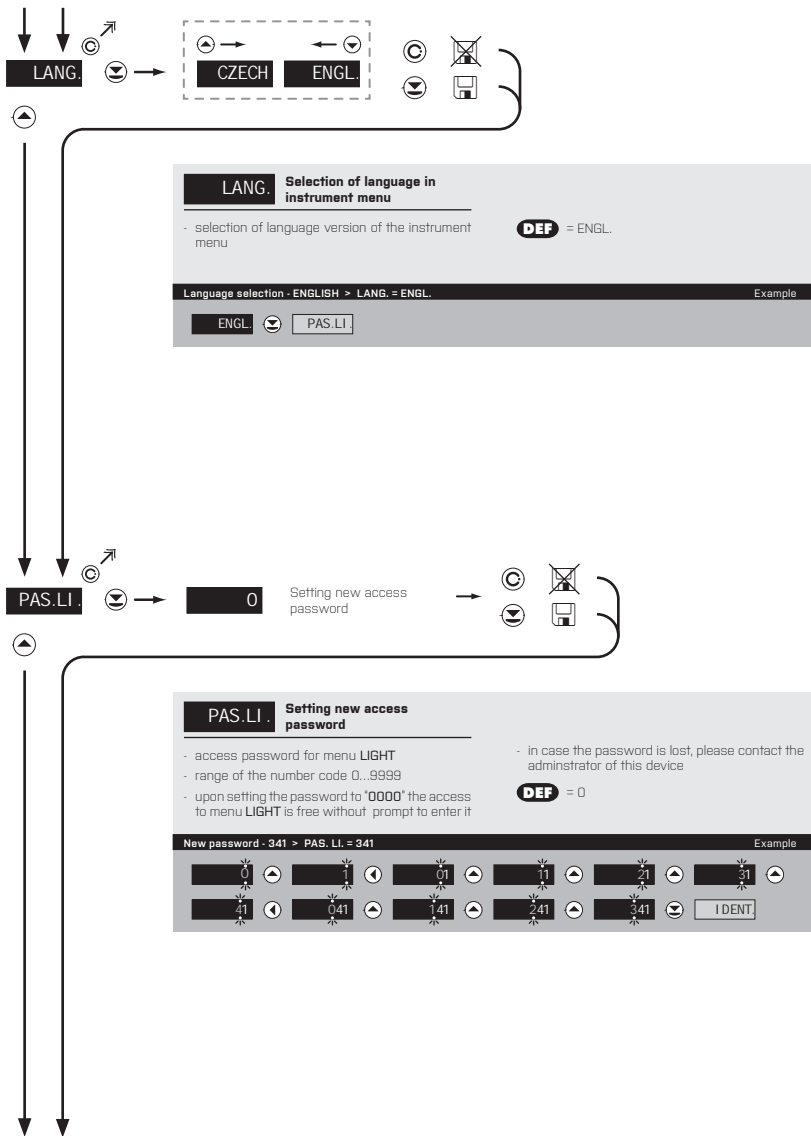 LANG.
CZECH ENGL.
LANG. Selection of language in
instrument menu
- selection of language version of the instrument
menu
DEF = ENGL.
Language selection - ENGLISH > LANG. = ENGL. Example
ENGL. PAS.LI.
PAS.LI. 0 Setting new access
password
PAS.LI. Setting new access
password
- access password for menu LIGHT
- range of the number code 0...9999
- upon setting the password to "0000" the access
to menu LIGHT is free without prompt to enter it
- in case the password is lost, please contact the
adminstrator of this device
DEF = 0
New password - 341 > PAS. LI. = 341 Example
0 1 01 11 21 31
41 041 141 241 341 IDENT.